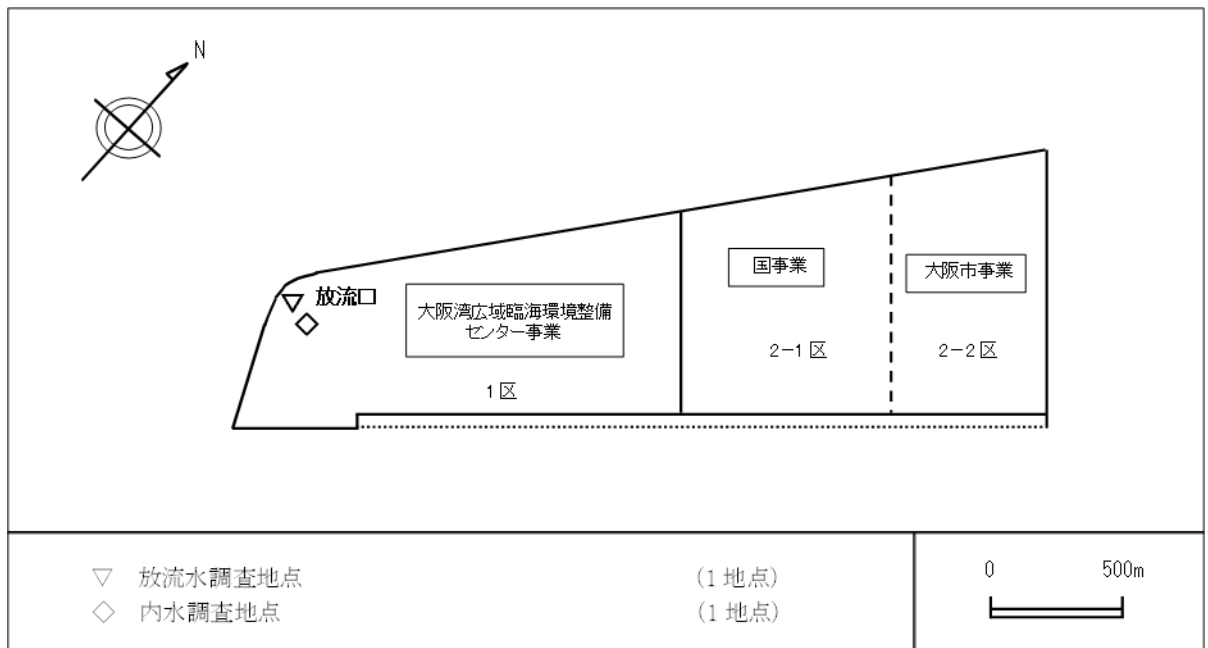 N
放流口
大阪湾広域臨海環境整備
センター事業
1区
国事業
2-1区
大阪市事業
2-2区
▽ 放流水調査地点 (1地点)
◇ 内水調査地点 (1地点)
0 500m